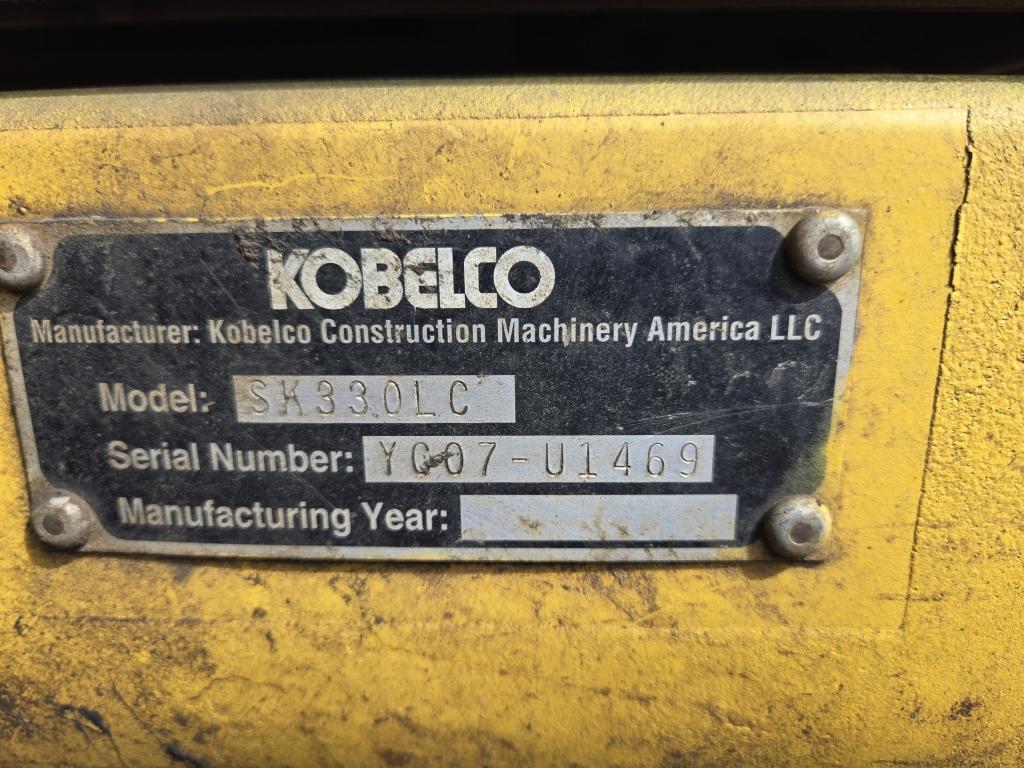 KOBELCO
Manufacturer: Kobelco Construction Machinery America LLC
Model: SK330LC
Serial Number: YC07-U1469
Manufacturing Year: